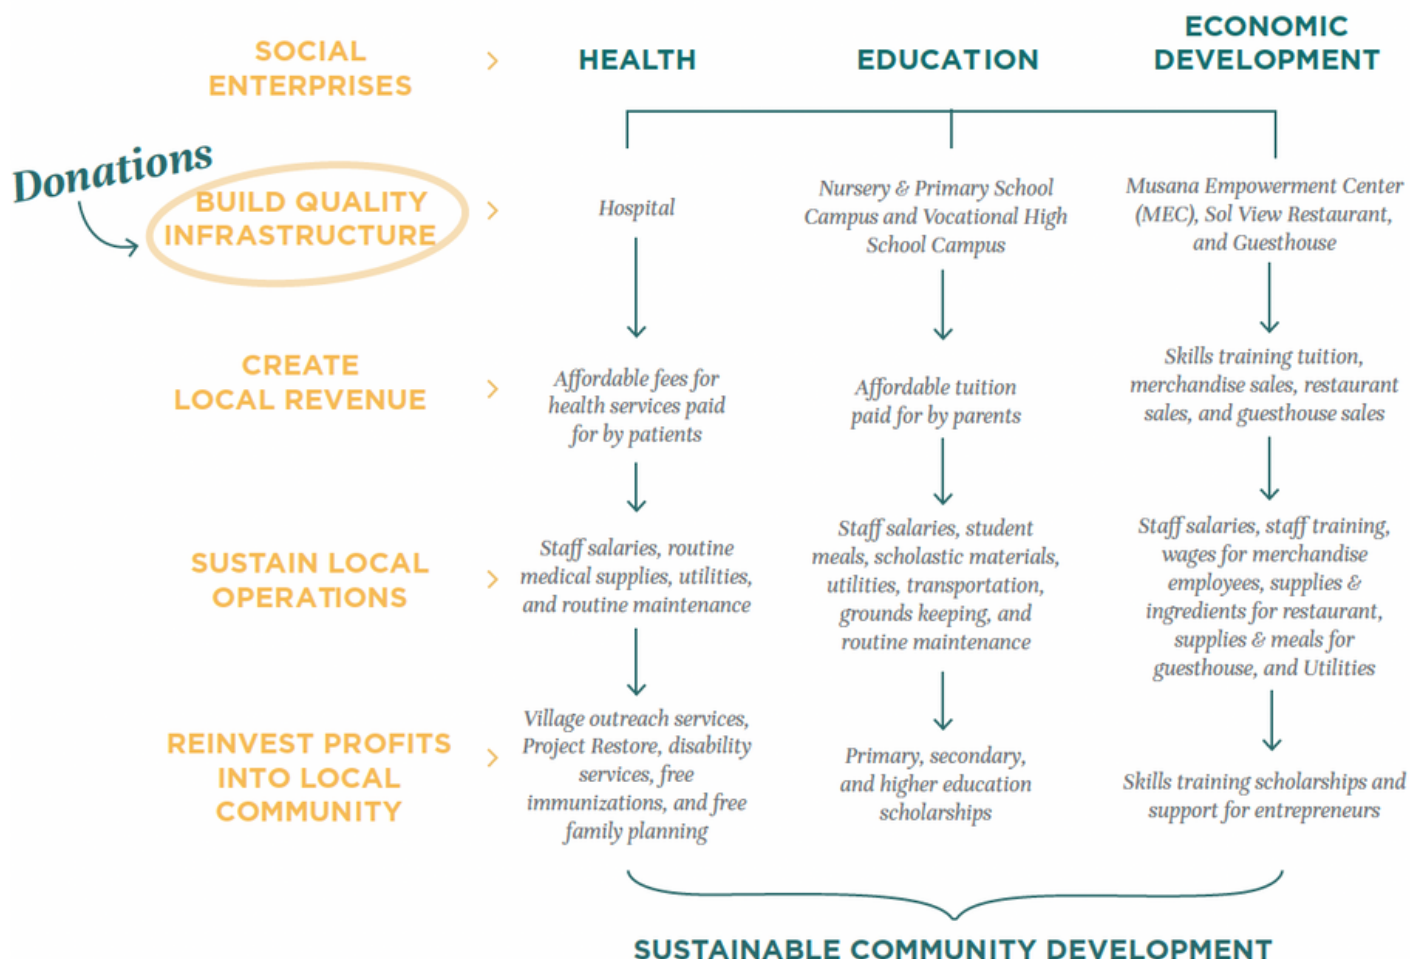 SOCIAL
ENTERPRISES
HEALTH
EDUCATION
ECONOMIC
DEVELOPMENT
Donations
BUILD QUALITY
INFRASTRUCTURE
Hospital
Nursery & Primary School
Campus and Vocational High
School Campus
Musana Empowerment Center
(MEC), Sol View Restaurant,
and Guesthouse
CREATE
LOCAL REVENUE
Affordable fees for
health services paid
for by patients
Affordable tuition
paid for by parents
Skills training tuition,
merchandise sales, restaurant
sales, and guesthouse sales
SUSTAIN LOCAL
OPERATIONS
Staff salaries, routine
medical supplies, utilities,
and routine maintenance
Staff salaries, student
meals, scholastic materials,
utilities, transportation,
grounds keeping, and
routine maintenance
Staff salaries, staff training,
wages for merchandise
employees, supplies &
ingredients for restaurant,
supplies & meals for
guesthouse, and Utilities
REINVEST PROFITS
INTO LOCAL
COMMUNITY
Village outreach services,
Project Restore, disability
services, free
immunizations, and free
family planning
Primary, secondary,
and higher education
scholarships
Skills training scholarships and
support for entrepreneurs
SUSTAINABLE COMMUNITY DEVELOPMENT